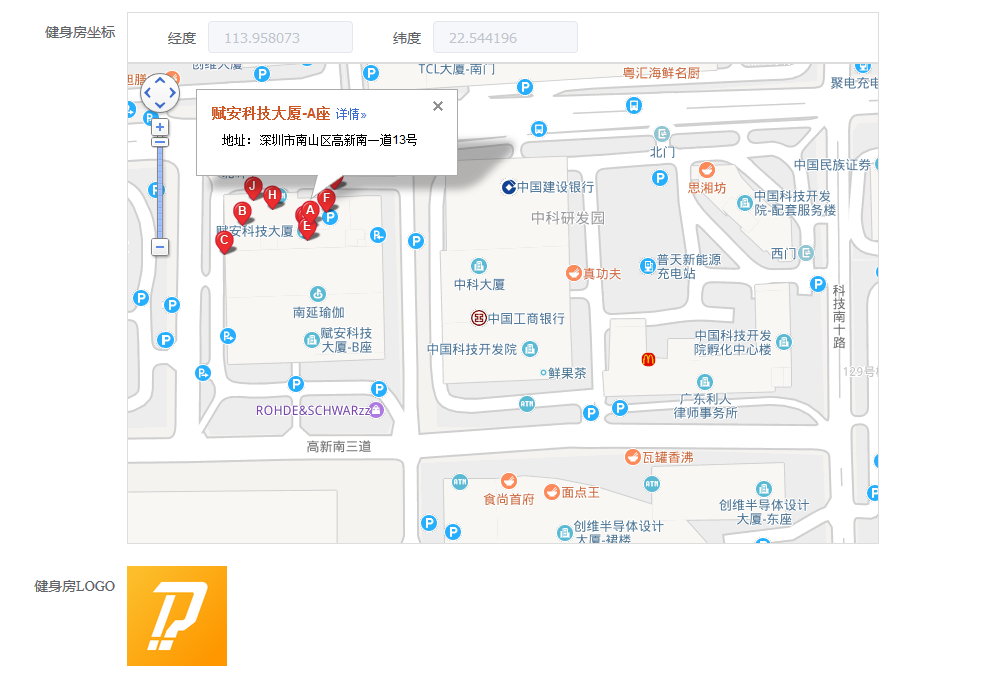 健身房坐标
经度
113.958073
纬度
22.544196
TCL大厦-南门
粤汇海鲜名厨
聚电充电
赋安科技大厦-A座 详情»
地址：深圳市南山区高新南一道13号
北门
中国民族证券
思湘坊
中国建设银行
中国科技开发
院-配套服务楼
中科研发园
J
H
F
B
A
E
C
赋安科技大厦
西门
普天新能源
充电站
真功夫
中科大厦
科技南十路
南延瑜伽
中国工商银行
赋安科技
大厦-B座
中国科技开发院
中国科技开发
院孵化中心楼
鲜果茶
129号
广东利人
律师事务所
ROHDE&SCHWARzz
高新南三道
瓦罐香沸
食尚首府
面点王
创维半导体设计
大厦-东座
创维半导体设计
大厦-裙楼
健身房LOGO